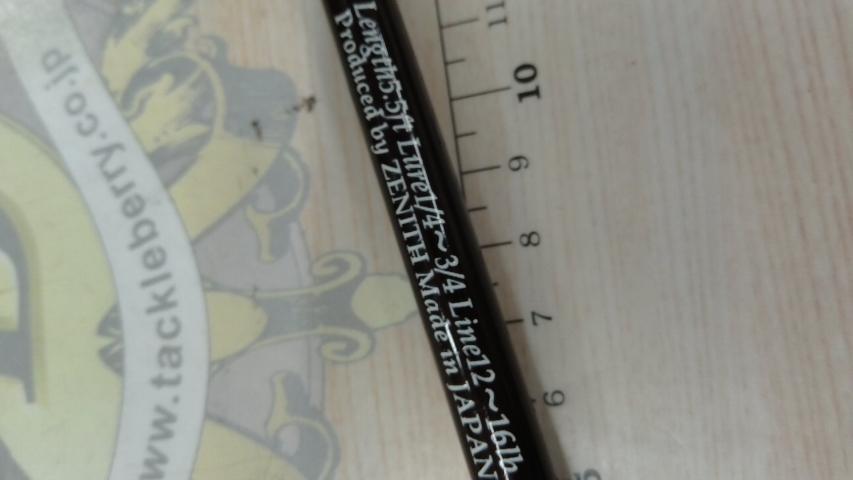 Length5.5ft Lure1/4~3/4 Line12~16lb
Produced by ZENITH Made in JAPAN
www.tackleberry.co.jp
11
10
9
8
7
6
5